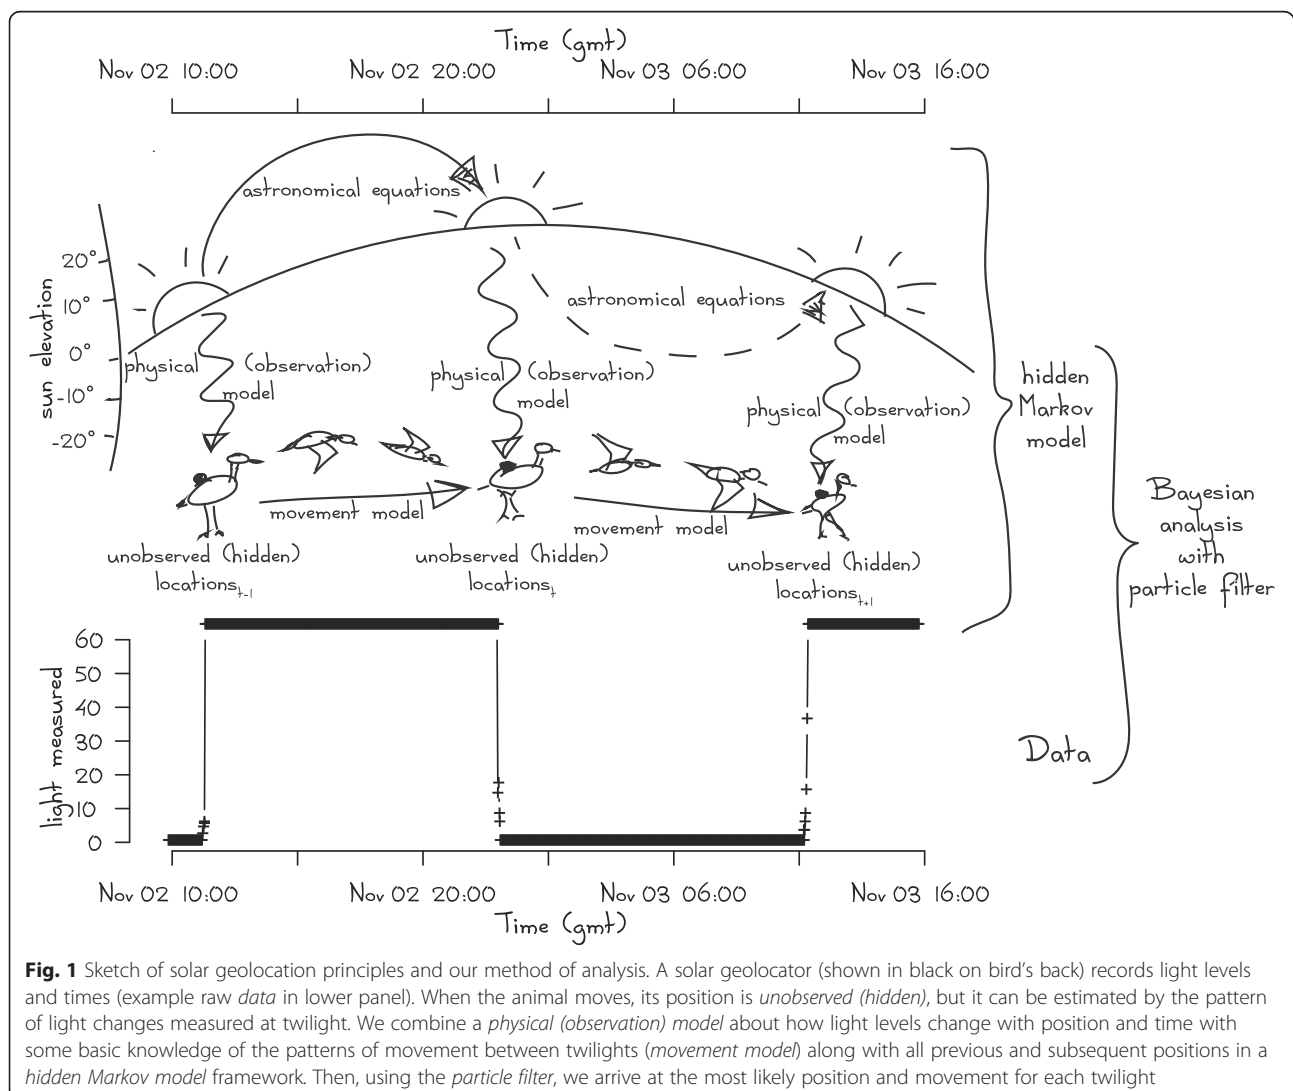 Time (gmt)
Nov 02 10:00 Nov 02 20:00 Nov 03 06:00 Nov 03 16:00
astronomical equations
sun elevation
20°
10°
0°
-10°
-20°
astronomical equations
physical (observation)
model
physical (observation)
model
physical (observation)
model
hidden
Markov
model
movement model
movement model
unobserved (hidden)
locations t-1
unobserved (hidden)
locations t
unobserved (hidden)
locations t+1
Bayesian
analysis
with
particle filter
light measured
60
50
40
30
20
10
0
Data
Nov 02 10:00 Nov 02 20:00 Nov 03 06:00 Nov 03 16:00
Time (gmt)
Fig. 1 Sketch of solar geolocation principles and our method of analysis. A solar geolocator (shown in black on bird's back) records light levels
and times (example raw data in lower panel). When the animal moves, its position is unobserved (hidden), but it can be estimated by the pattern
of light changes measured at twilight. We combine a physical (observation) model about how light levels change with position and time with
some basic knowledge of the patterns of movement between twilights (movement model) along with all previous and subsequent positions in a
hidden Markov model framework. Then, using the particle filter, we arrive at the most likely position and movement for each twilight